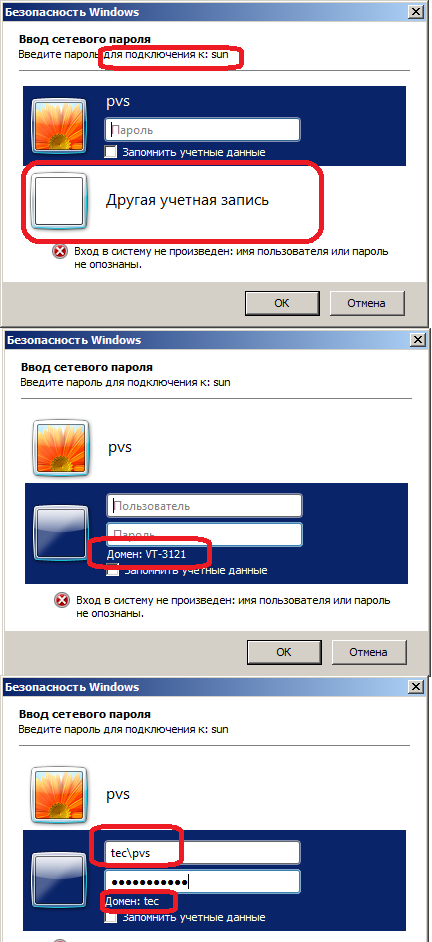 Безопасность Windows
Ввод сетевого пароля
Введите пароль для подключения к: sun
pvs
Пароль
Запомнить учетные данные
Другая учетная запись
Вход в систему не произведен: имя пользователя или пароль
не опознаны.
OK
Отмена
Безопасность Windows
Ввод сетевого пароля
Введите пароль для подключения к: sun
pvs
Пользователь
Пароль
Домен: VT-3121
Запомнить учетные данные
Вход в систему не произведен: имя пользователя или пароль
не опознаны.
OK
Отмена
Безопасность Windows
Ввод сетевого пароля
Введите пароль для подключения к: sun
pvs
tec\pvs
Домен: tec
Запомнить учетные данные